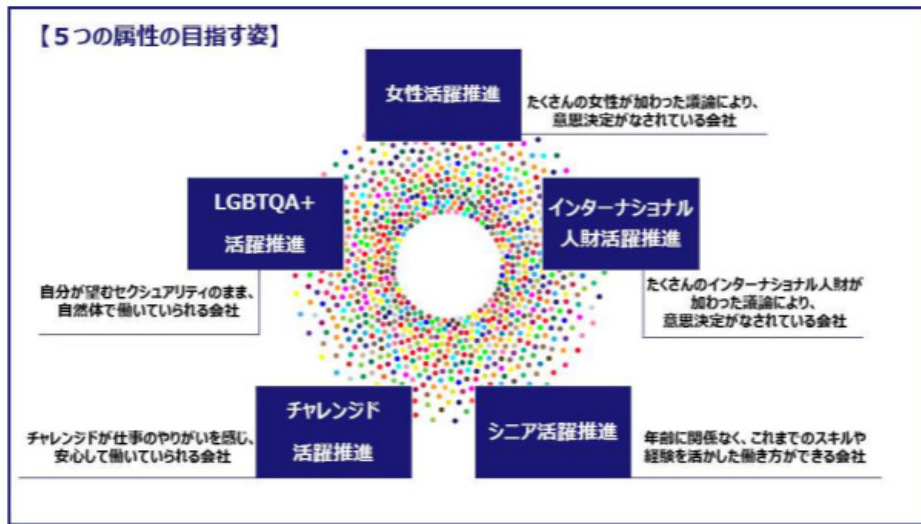 【5つの属性の目指す姿】
女性活躍推進
たくさんの女性が加わった議論により、
意思決定がなされている会社
LGBTQA+
活躍推進
自分が望むセクシュアリティのまま、
自然体で働いていられる会社
インターナショナル
人財活躍推進
たくさんのインターナショナル人財が
加わった議論により、
意思決定がなされている会社
チャレンジド
活躍推進
チャレンジドが仕事のやりがいを感じ、
安心して働いていられる会社
シニア活躍推進
年齢に関係なく、これまでのスキルや
経験を活かした働き方ができる会社